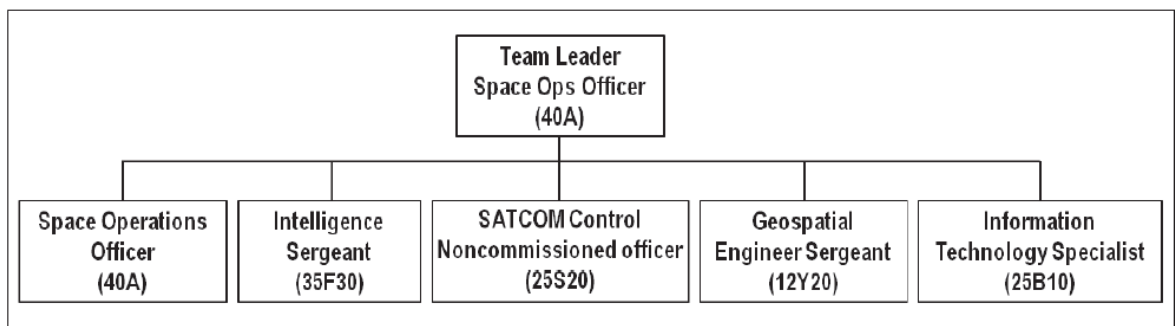 Team Leader
Space Ops Officer
(40A)
Space Operations
Officer
(40A)
Intelligence
Sergeant
(35F30)
SATCOM Control
Noncommissioned officer
(25S20)
Geospatial
Engineer Sergeant
(12Y20)
Information
Technology Specialist
(25B10)